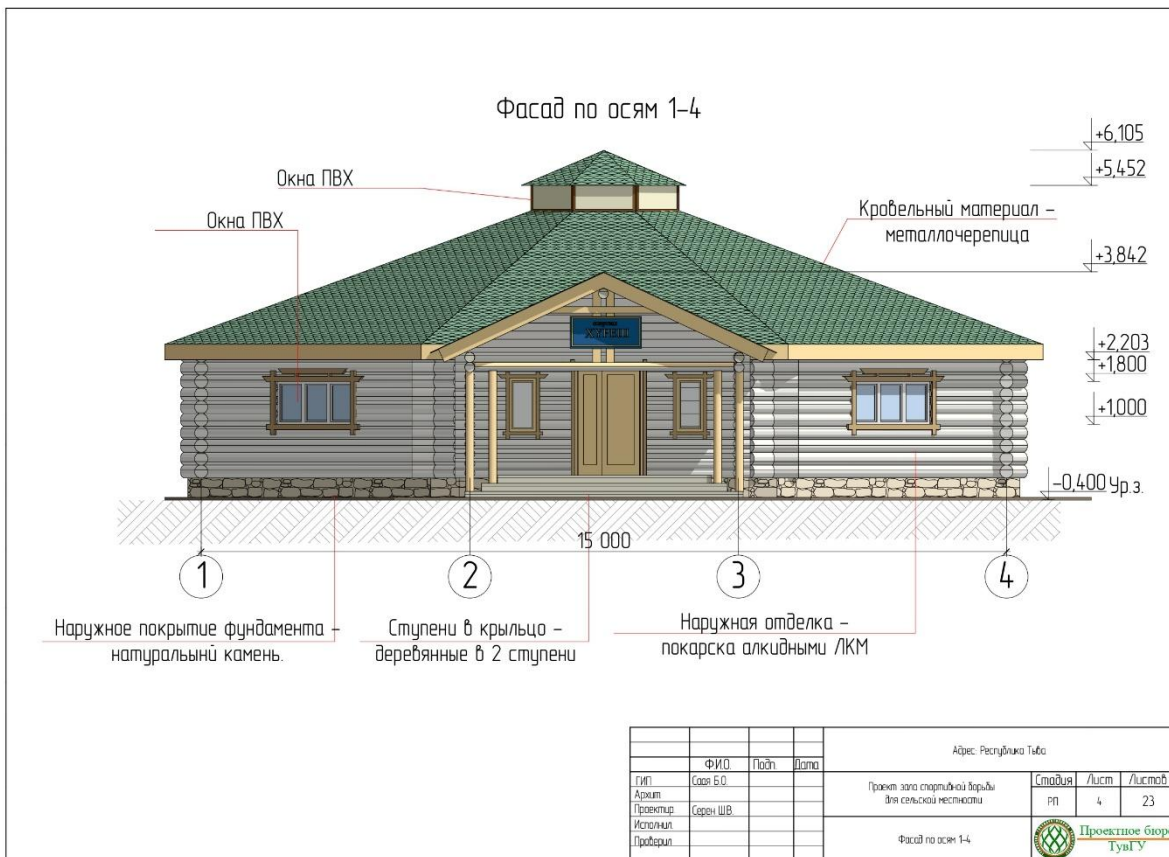 Фасад по осям 1-4
Окна ПВХ
Окна ПВХ
Кровельный материал -
металлочерепица
+6,105
+5,452
+3,842
+2,203
+1,800
+1,000
-0,400 Ур.з.
ХУРЕШ
15 000
1
2
3
4
Наружное покрытие фундамента -
натуральынй камень.
Ступени в крыльцо -
деревянные в 2 ступени
Наружная отделка -
покарска алкидными ЛКМ
Адрес: Республика Тыва
Ф.И.О. Подп. Дата
ГИП Саая Б.О.
Архит.
Проектир. Серен Ш.В.
Исполнил.
Проверил
Проект зала спортивной борьбы
для сельской местности
Стадия Лист Листов
РП 4 23
Фасад по осям 1-4
Проектное бюро
ТувГУ